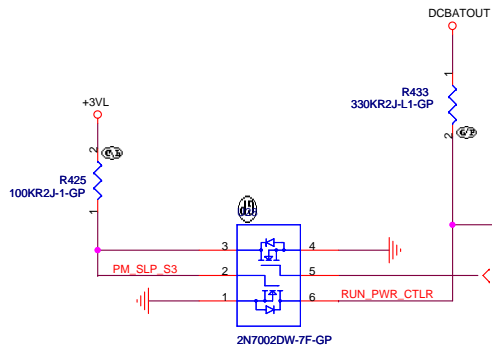 DCBATOUT
1
R433
330KR2J-L1-GP
2
+3VL
2
R425
100KR2J-1-GP
1
3
4
PM_SLP_S3
2
5
1
6
RUN_PWR_CTLR
2N7002DW-7F-GP